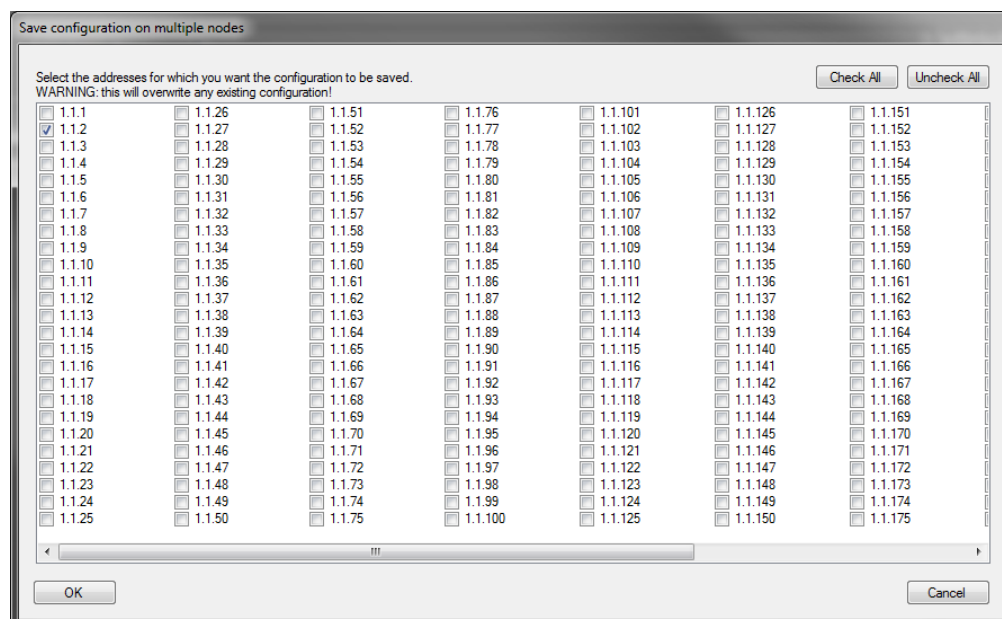 Save configuration on multiple nodes
Select the addresses for which you want the configuration to be saved.
WARNING: this will overwrite any existing configuration!
Check All Uncheck All
1.1.1 1.1.26 1.1.51 1.1.76 1.1.101 1.1.126 1.1.151
1.1.2 1.1.27 1.1.52 1.1.77 1.1.102 1.1.127 1.1.152
1.1.3 1.1.28 1.1.53 1.1.78 1.1.103 1.1.128 1.1.153
1.1.4 1.1.29 1.1.54 1.1.79 1.1.104 1.1.129 1.1.154
1.1.5 1.1.30 1.1.55 1.1.80 1.1.105 1.1.130 1.1.155
1.1.6 1.1.31 1.1.56 1.1.81 1.1.106 1.1.131 1.1.156
1.1.7 1.1.32 1.1.57 1.1.82 1.1.107 1.1.132 1.1.157
1.1.8 1.1.33 1.1.58 1.1.83 1.1.108 1.1.133 1.1.158
1.1.9 1.1.34 1.1.59 1.1.84 1.1.109 1.1.134 1.1.159
1.1.10 1.1.35 1.1.60 1.1.85 1.1.110 1.1.135 1.1.160
1.1.11 1.1.36 1.1.61 1.1.86 1.1.111 1.1.136 1.1.161
1.1.12 1.1.37 1.1.62 1.1.87 1.1.112 1.1.137 1.1.162
1.1.13 1.1.38 1.1.63 1.1.88 1.1.113 1.1.138 1.1.163
1.1.14 1.1.39 1.1.64 1.1.89 1.1.114 1.1.139 1.1.164
1.1.15 1.1.40 1.1.65 1.1.90 1.1.115 1.1.140 1.1.165
1.1.16 1.1.41 1.1.66 1.1.91 1.1.116 1.1.141 1.1.166
1.1.17 1.1.42 1.1.67 1.1.92 1.1.117 1.1.142 1.1.167
1.1.18 1.1.43 1.1.68 1.1.93 1.1.118 1.1.143 1.1.168
1.1.19 1.1.44 1.1.69 1.1.94 1.1.119 1.1.144 1.1.169
1.1.20 1.1.45 1.1.70 1.1.95 1.1.120 1.1.145 1.1.170
1.1.21 1.1.46 1.1.71 1.1.96 1.1.121 1.1.146 1.1.171
1.1.22 1.1.47 1.1.72 1.1.97 1.1.122 1.1.147 1.1.172
1.1.23 1.1.48 1.1.73 1.1.98 1.1.123 1.1.148 1.1.173
1.1.24 1.1.49 1.1.74 1.1.99 1.1.124 1.1.149 1.1.174
1.1.25 1.1.50 1.1.75 1.1.100 1.1.125 1.1.150 1.1.175
OK Cancel